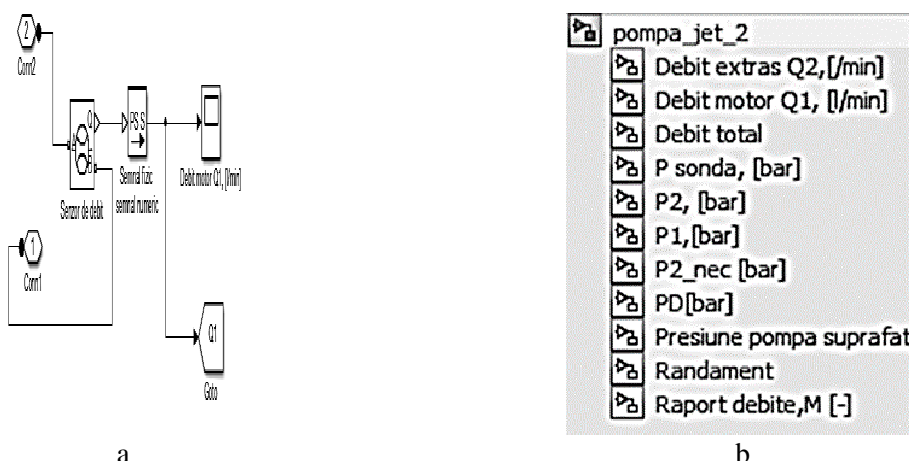 2
Conn2
A
Q
B
PS S
Senzor de debit
Semnal fizic
semnal numeric
Debit motor Q1, [l/min]
1
Conn1
Q1
Goto
a
pompa_jet_2
Debit extras Q2,[/min]
Debit motor Q1, [l/min]
Debit total
P sonda, [bar]
P2, [bar]
P1,[bar]
P2_nec [bar]
PD[bar]
Presiune pompa suprafat
Randament
Raport debite,M [-]
b